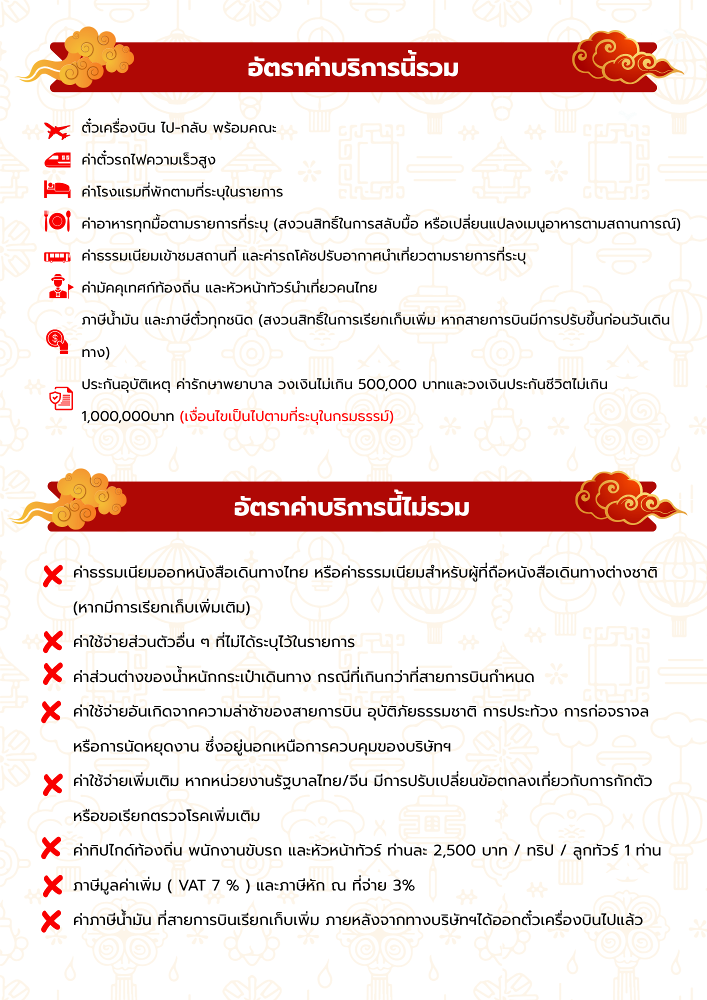 อัตราค่าบริการนี้รวม
ตั๋วเครื่องบิน ไป-กลับ พร้อมคณะ
ค่าตั๋วรถไฟความเร็วสูง
ค่าโรงแรมที่พักตามที่ระบุในรายการ
ค่าอาหารทุกมื้อตามรายการที่ระบุ (สงวนสิทธิ์ในการสลับมื้อ หรือเปลี่ยนแปลงเมนูอาหารตามสถานการณ์)
ค่าธรรมเนียมเข้าชมสถานที่ และค่ารถโค้ชปรับอากาศนำเที่ยวตามรายการที่ระบุ
ค่ามัคคุเทศก์ท้องถิ่น และหัวหน้าทัวร์นำเที่ยวคนไทย
ภาษีน้ำมัน และภาษีตั๋วทุกชนิด (สงวนสิทธิ์ในการเรียกเก็บเพิ่ม หากสายการบินมีการปรับขึ้นก่อนวันเดิน
ทาง)
ประกันอุบัติเหตุ ค่ารักษาพยาบาล วงเงินไม่เกิน 500,000 บาทและวงเงินประกันชีวิตไม่เกิน
1,000,000บาท (เงื่อนไขเป็นไปตามที่ระบุในกรมธรรม์)
อัตราค่าบริการนี้ไม่รวม
ค่าธรรมเนียมออกหนังสือเดินทางไทย หรือค่าธรรมเนียมสำหรับผู้ที่ถือหนังสือเดินทางต่างชาติ
(หากมีการเรียกเก็บเพิ่มเติม)
ค่าใช้จ่ายส่วนตัวอื่น ๆ ที่ไม่ได้ระบุไว้ในรายการ
ค่าส่วนต่างของน้ำหนักกระเป๋าเดินทาง กรณีที่เกินกว่าที่สายการบินกำหนด
ค่าใช้จ่ายอันเกิดจากความล่าช้าของสายการบิน อุบัติภัยธรรมชาติ การประท้วง การก่อจราจล
หรือการนัดหยุดงาน ซึ่งอยู่นอกเหนือการควบคุมของบริษัทฯ
ค่าใช้จ่ายเพิ่มเติม หากหน่วยงานรัฐบาลไทย/จีน มีการปรับเปลี่ยนข้อตกลงเกี่ยวกับการกักตัว
หรือขอเรียกตรวจโรคเพิ่มเติม
ค่าทิปไกด์ท้องถิ่น พนักงานขับรถ และหัวหน้าทัวร์ ท่านละ 2,500 บาท / ทริป / ลูกทัวร์ 1 ท่าน
ภาษีมูลค่าเพิ่ม ( VAT 7 % ) และภาษีหัก ณ ที่จ่าย 3%
ค่าภาษีน้ำมัน ที่สายการบินเรียกเก็บเพิ่ม ภายหลังจากทางบริษัทฯได้ออกตั๋วเครื่องบินไปแล้ว